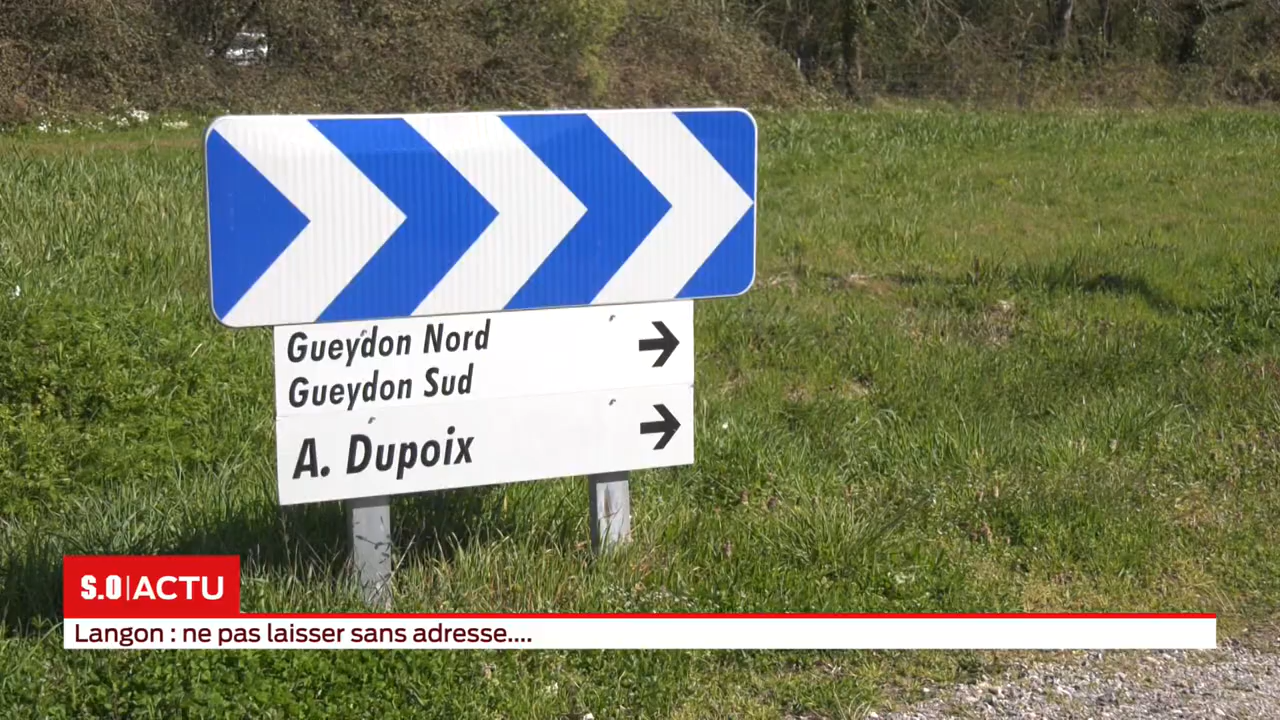 Gueydon Nord
Gueydon Sud
A. Dupoix
S.O|ACTU
Langon : ne pas laisser sans adresse....